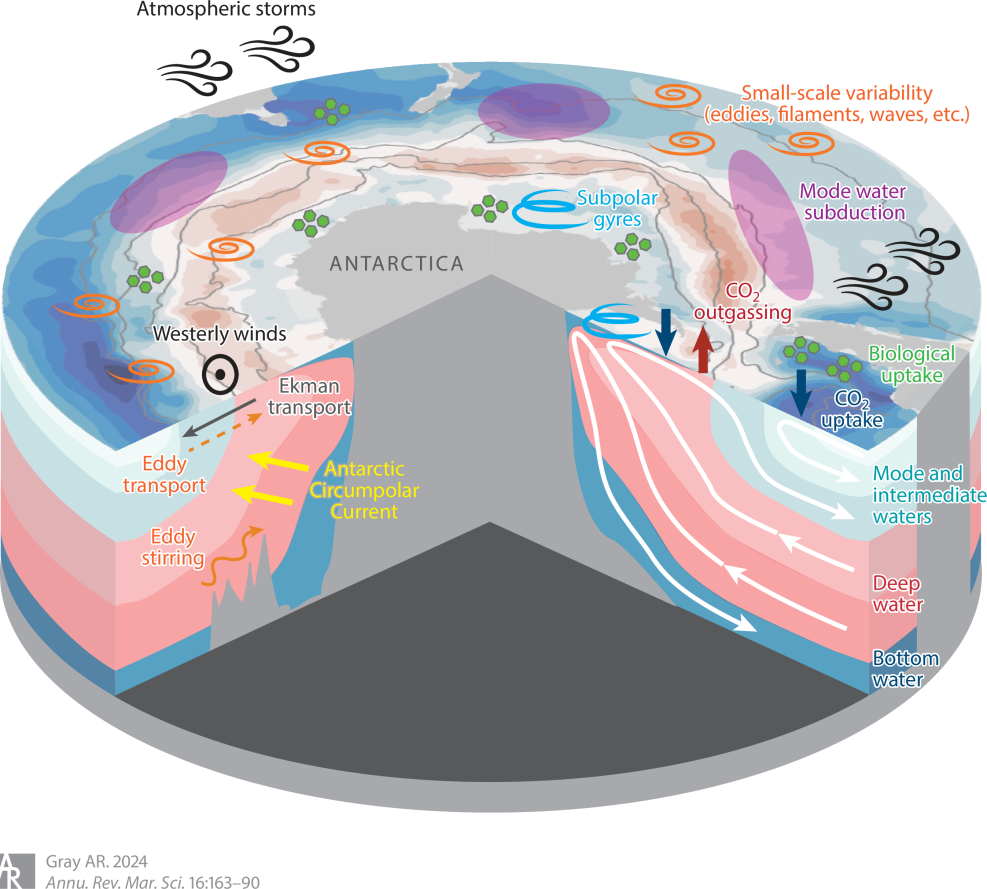 Atmospheric storms
Small-scale variability
(eddies, filaments, waves, etc.)
Mode water
subduction
Subpolar
gyres
ANTARCTICA
CO2
outgassing
Westerly winds
Biological
uptake
Ekman
transport
CO2
uptake
Eddy
transport
Antarctic
Circumpolar
Current
Mode and
intermediate
waters
Eddy
stirring
Deep
water
Bottom
water
AR
Gray AR. 2024
Annu. Rev. Mar. Sci. 16:163–90